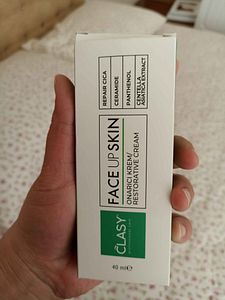 REPAIR CICA
CERAMIDE
PANTHENOL
CENTELLA
ASIATICA EXTRACT
FACE UP SKIN
ONARICI KREM/
RESTORATIVE CREAM
CLASY
40 ml e